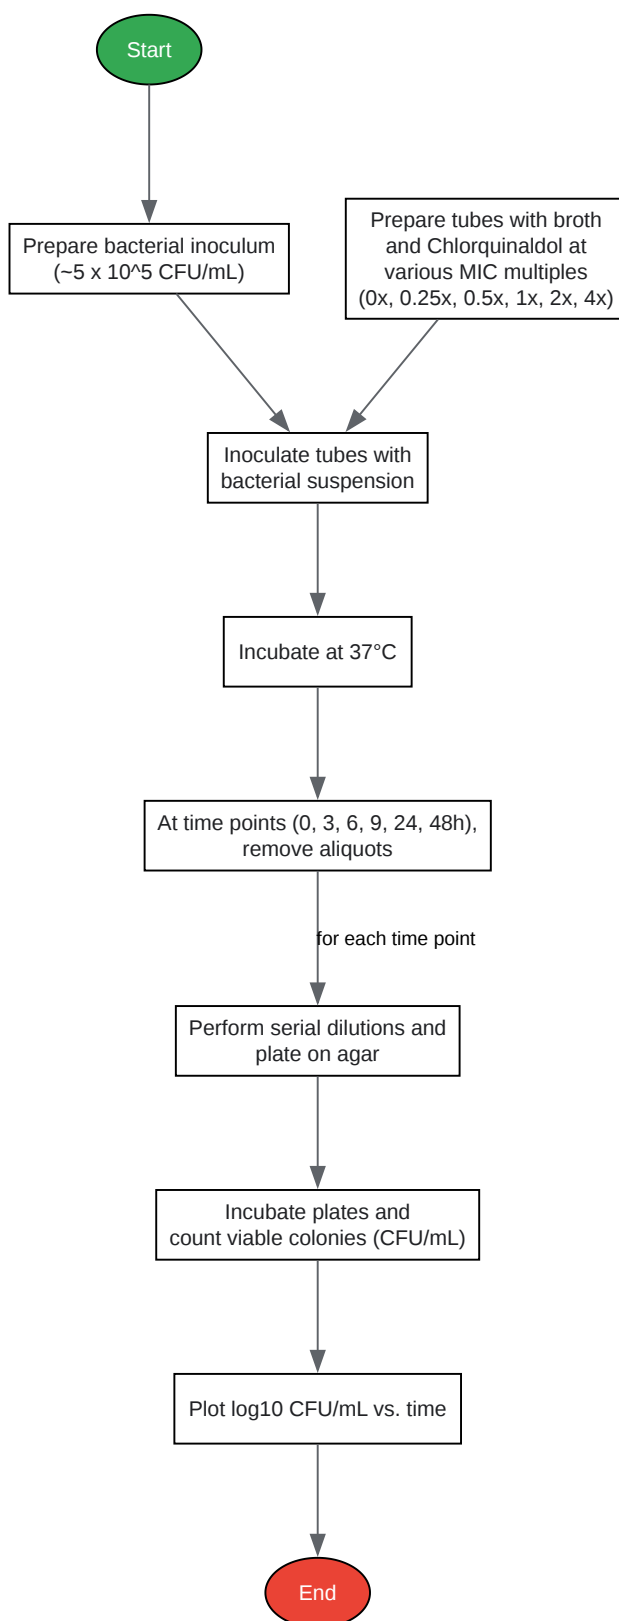 Start
Prepare bacterial inoculum
(~5 x 10^5 CFU/mL)
Prepare tubes with broth
and Chlorquinaldol at
various MIC multiples
(0x, 0.25x, 0.5x, 1x, 2x, 4x)
Inoculate tubes with
bacterial suspension
Incubate at 37°C
At time points (0, 3, 6, 9, 24, 48h),
remove aliquots
for each time point
Perform serial dilutions and
plate on agar
Incubate plates and
count viable colonies (CFU/mL)
Plot log10 CFU/mL vs. time
End